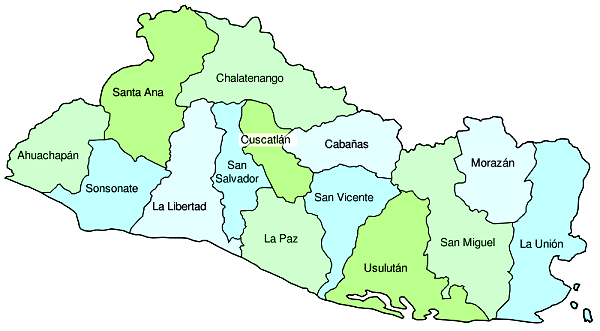 Chalatenango
Santa Ana
Cuscatlán
Cabañas
Ahuachapán
Morazán
San
Salvador
Sonsonate
San Vicente
La Libertad
La Paz
San Miguel
La Unión
Usulután